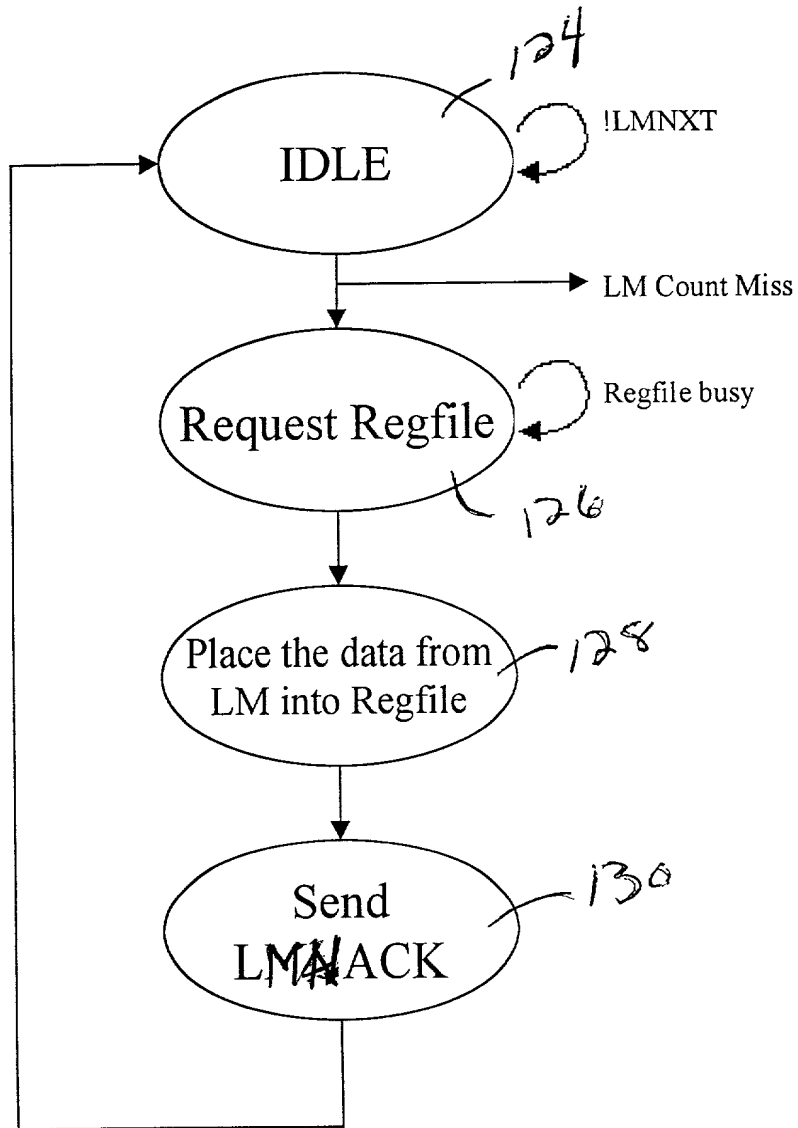 124
!LMNXT
IDLE
LM Count Miss
Request Regfile
Regfile busy
126
Place the data from
LM into Regfile
128
Send
LMNACK
130